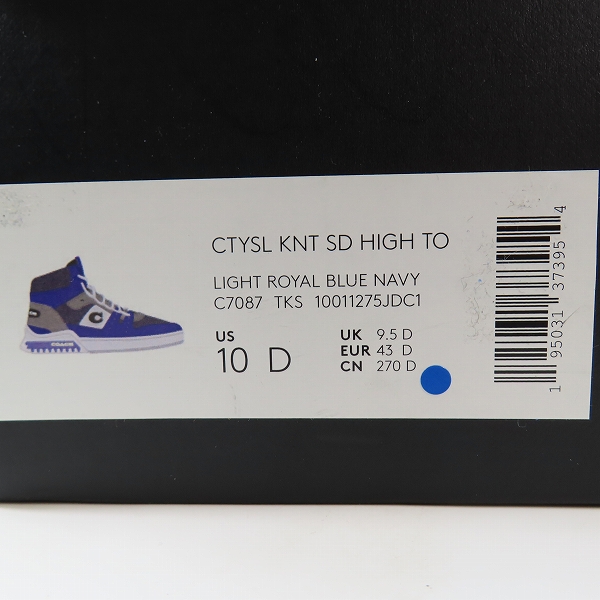 CTYSL KNT SD HIGH TO
LIGHT ROYAL BLUE NAVY
C7087 TKS 10011275JDC1
US
10 D
UK 9.5 D
EUR 43 D
CN 270 D
1 95031 37395 4
C